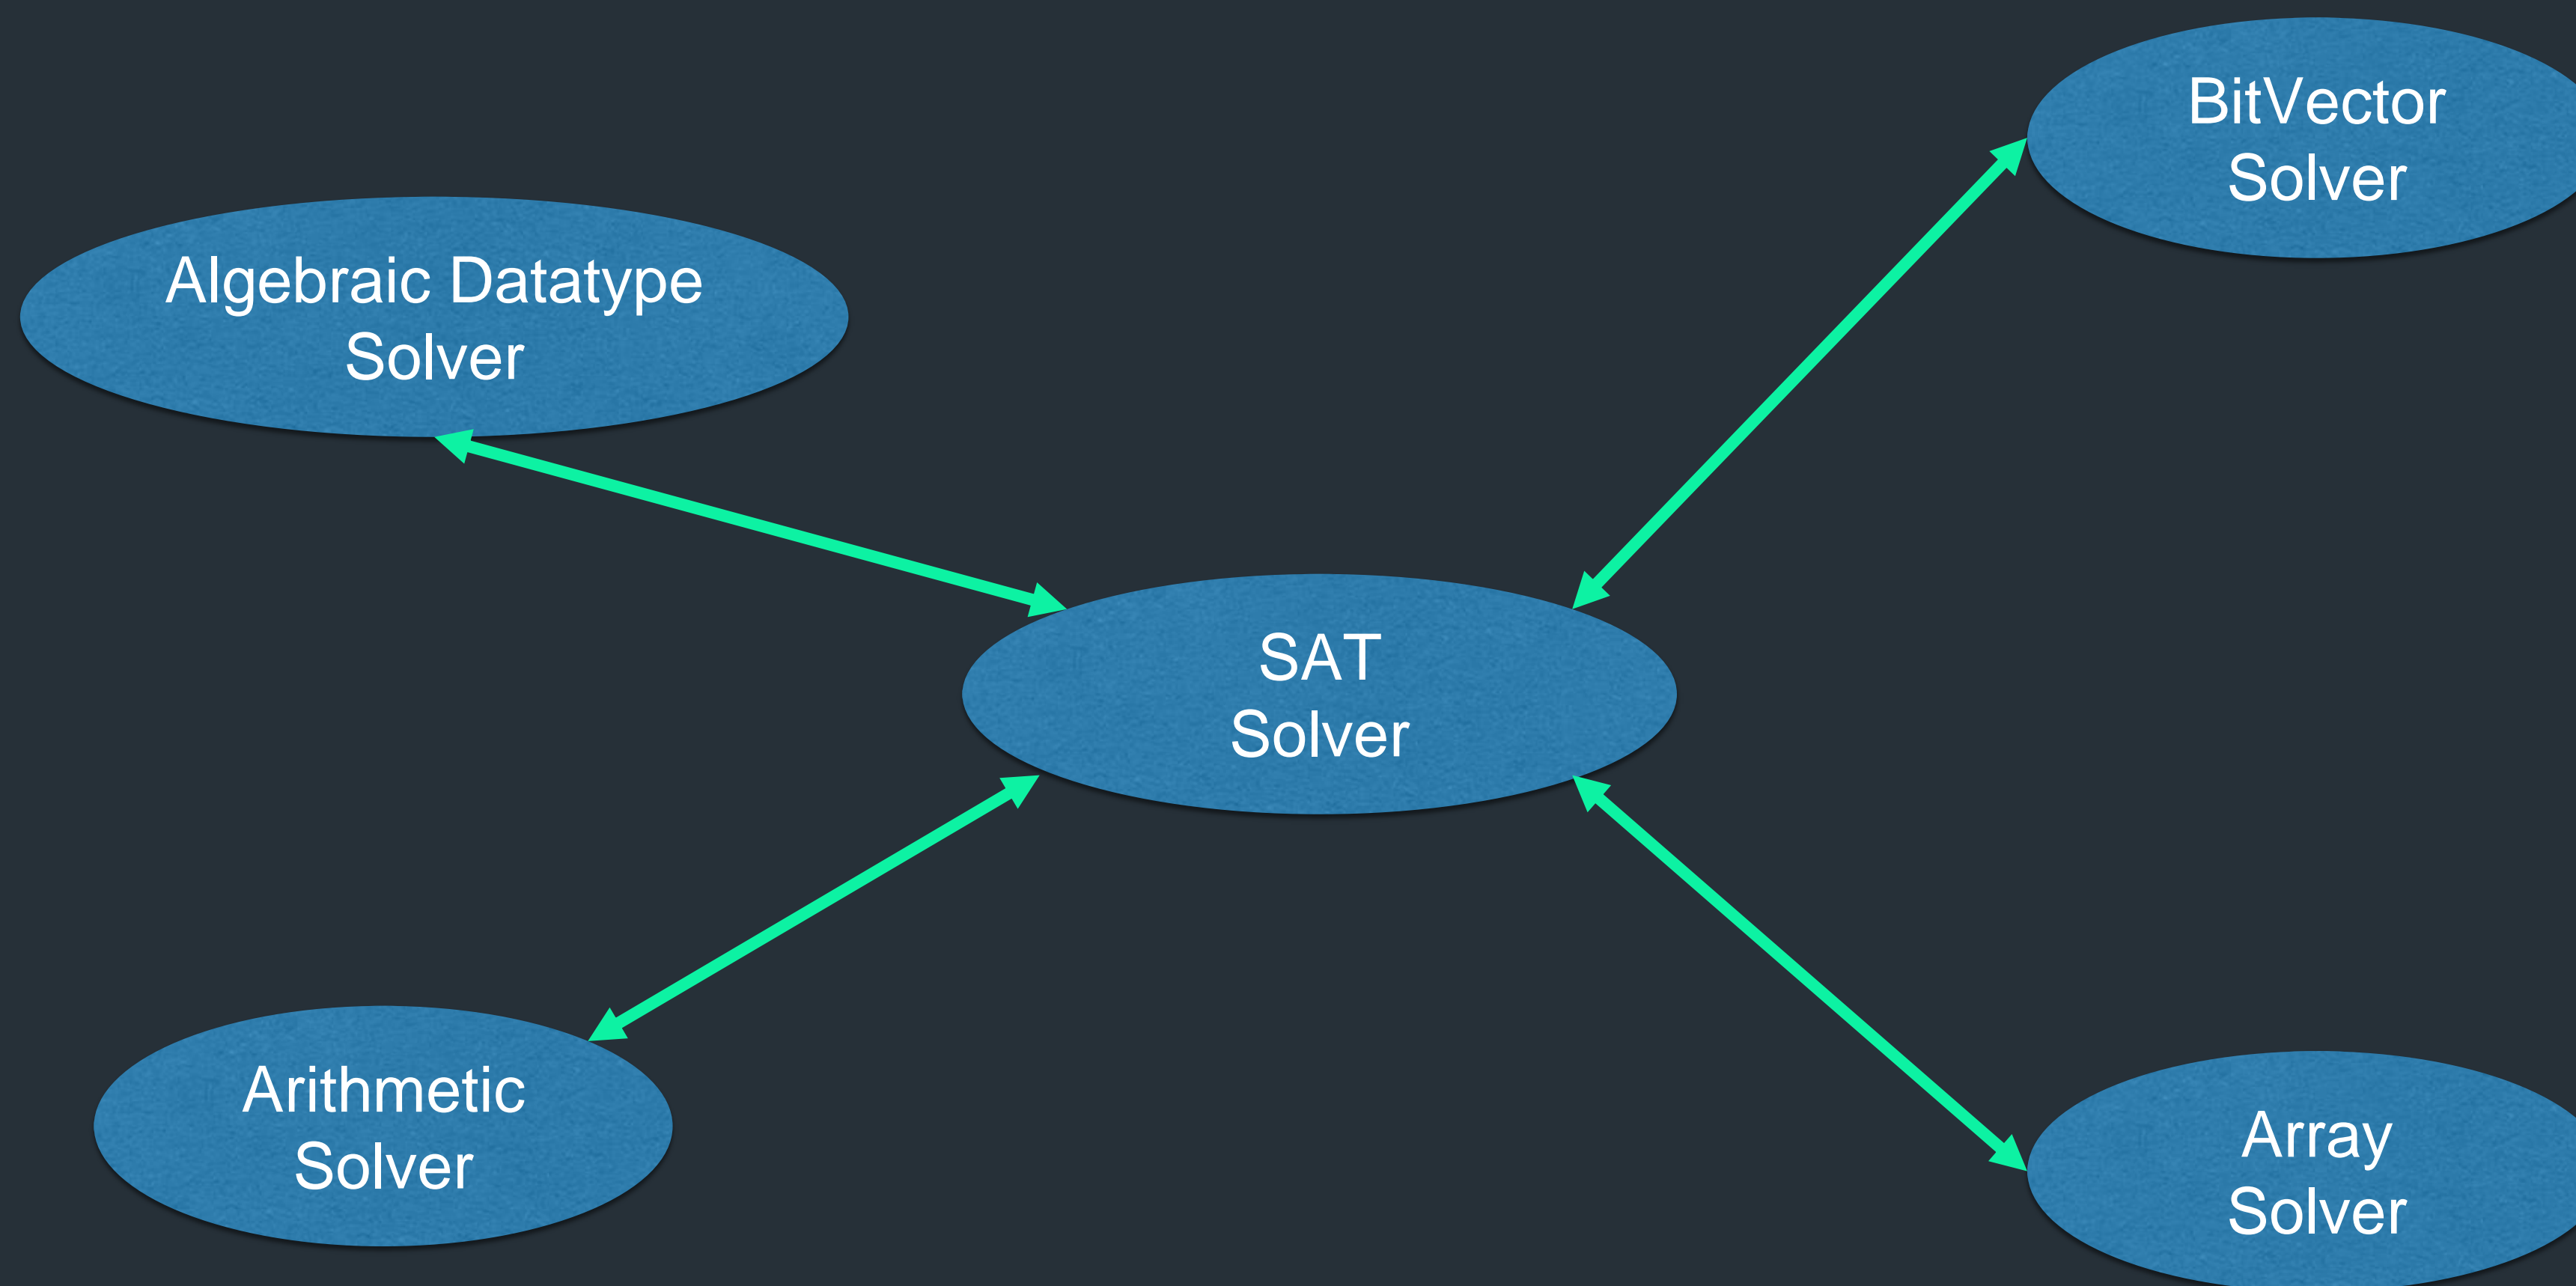 BitVector
Solver
Algebraic Datatype
Solver
SAT
Solver
Arithmetic
Solver
Array
Solver